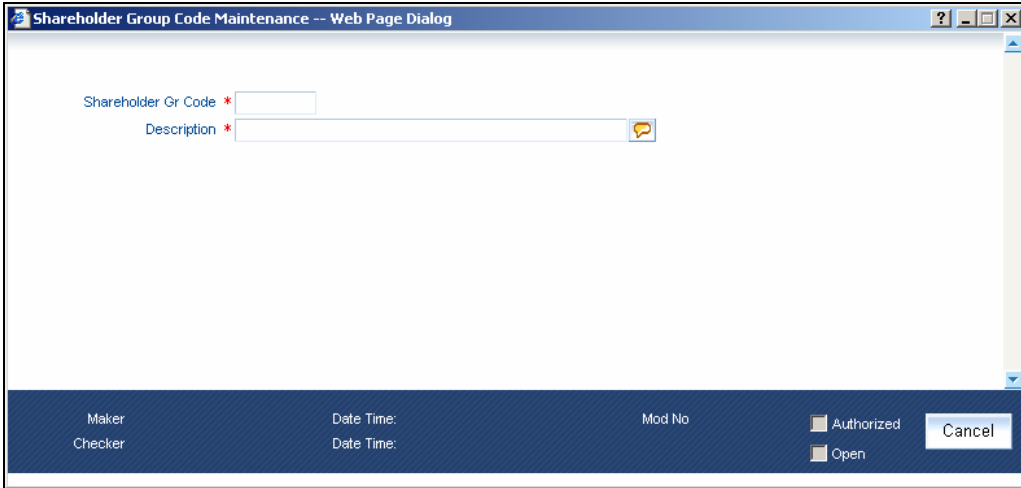 Shareholder Group Code Maintenance -- Web Page Dialog
Shareholder Gr Code *
Description *
Maker Date Time: Mod No Authorized Cancel
Checker Date Time: Open